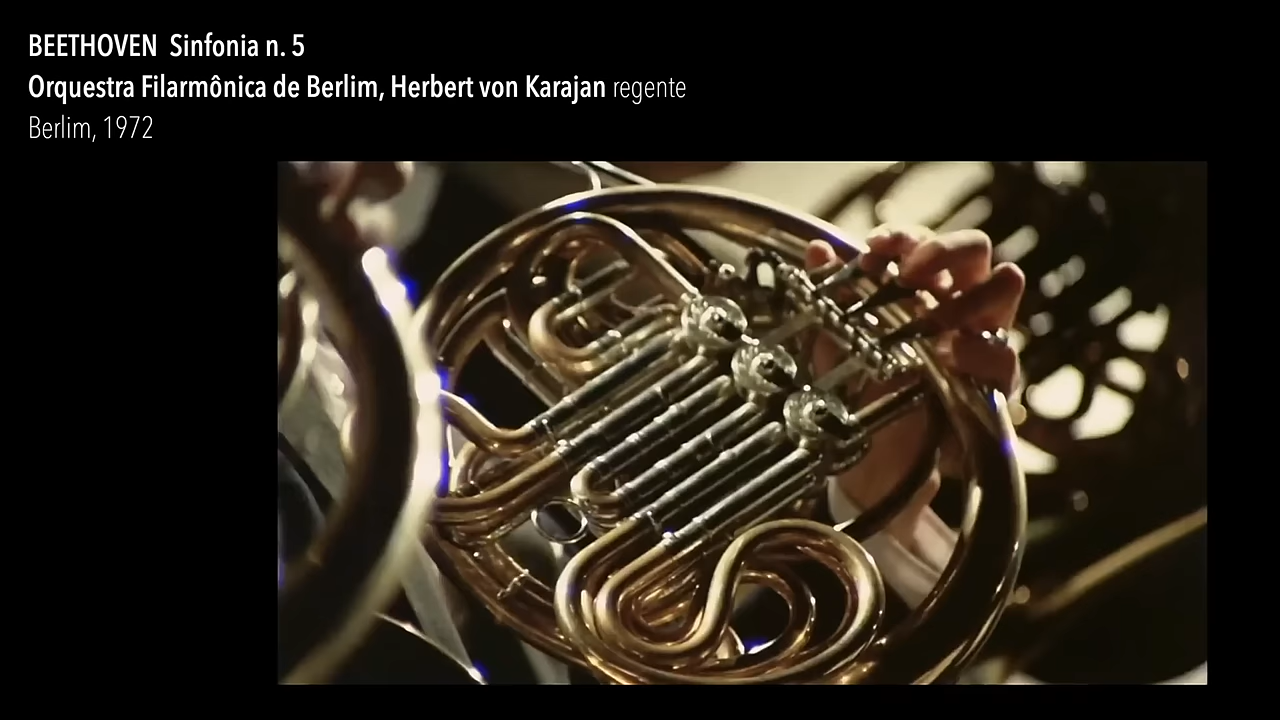 BEETHOVEN Sinfonia n. 5
Orquestra Filarmônica de Berlim, Herbert von Karajan regente
Berlim, 1972